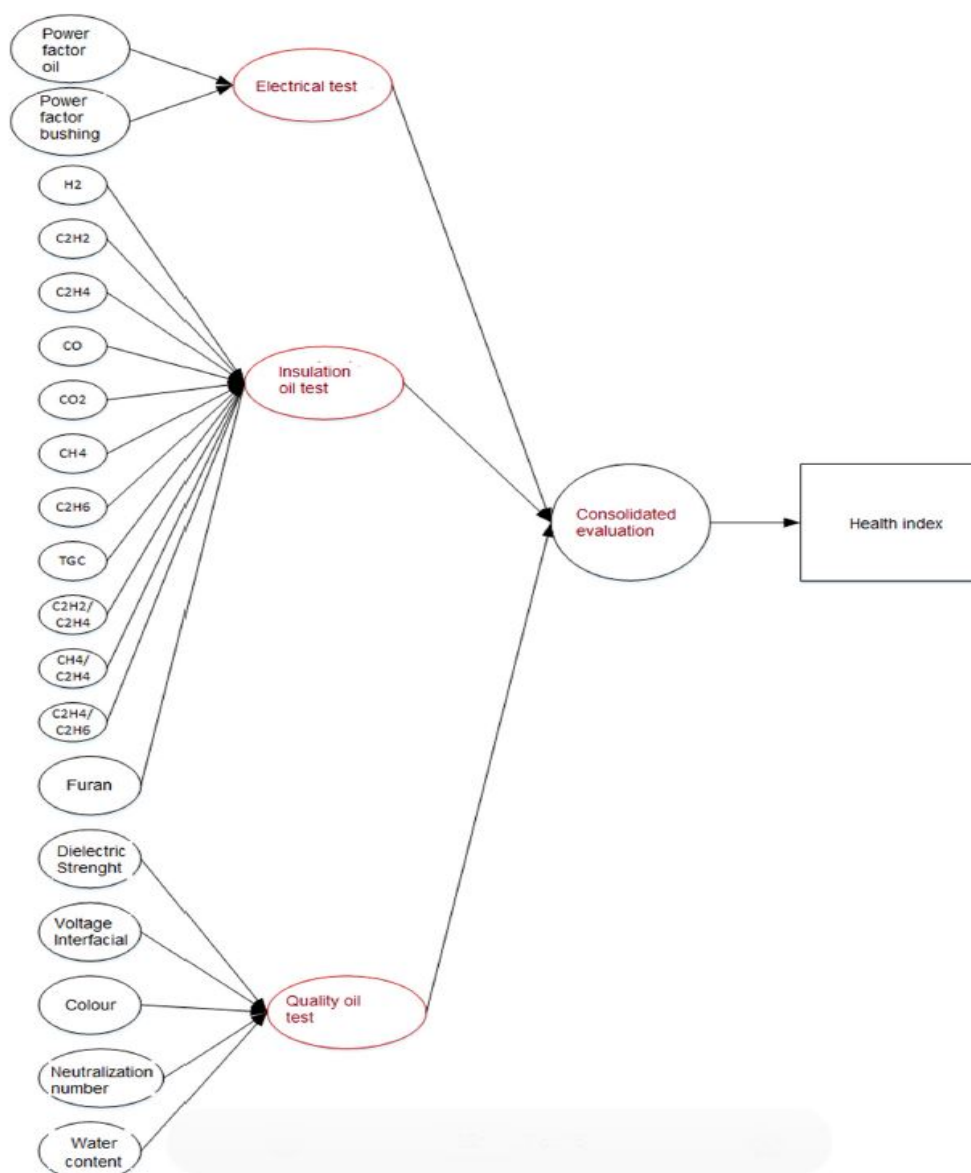 Power
factor
oil
Electrical test
Power
factor
bushing
H2
C2H2
C2H4
CO
Insulation
oil test
CO2
CH4
C2H6
Consolidated
evaluation
Health index
TGC
C2H2/
C2H4
CH4/
C2H4
C2H4/
C2H6
Furan
Dielectric
Strenght
Voltage
Interfacial
Colour
Quality oil
test
Neutralization
number
Water
content